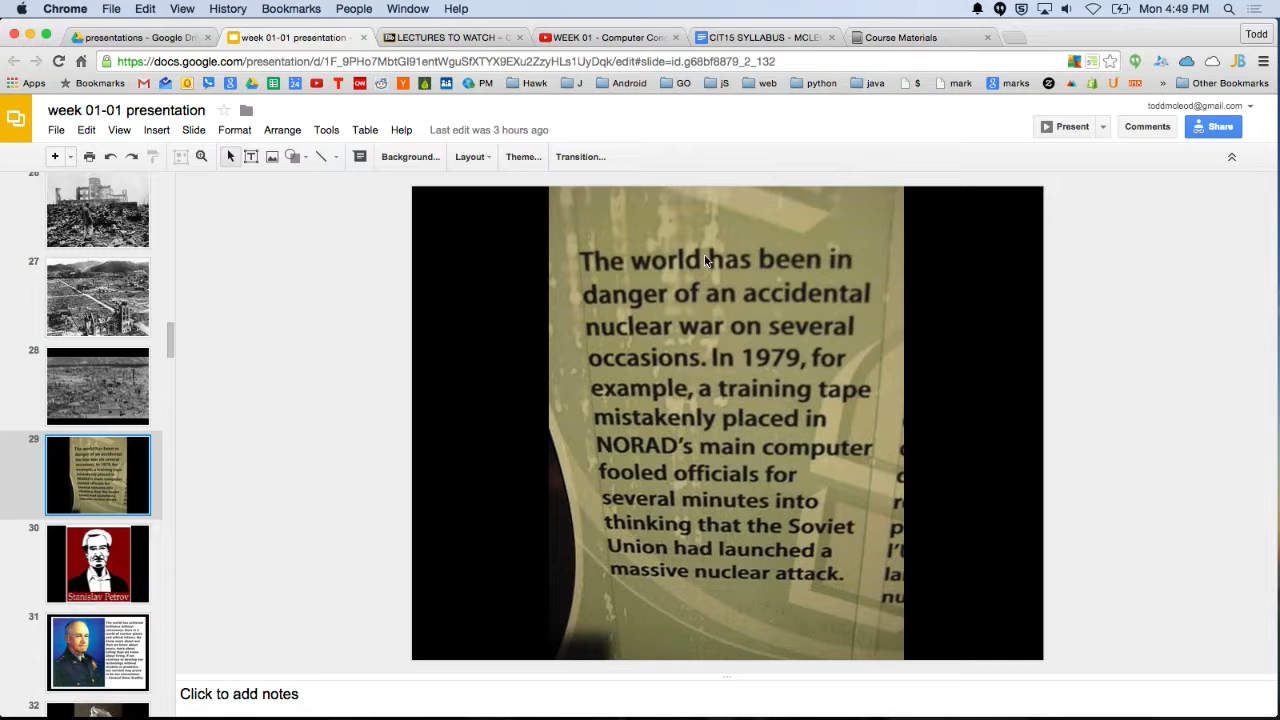 Chrome File Edit View History Bookmarks People Window Help Mon 4:49 PM
presentations - Google Dri
week 01-01 presentation
LECTURES TO WATCH - C
WEEK 01 - Computer Con
CIT15 SYLLABUS - MCLE
Course Materials
Todd
https://docs.google.com/presentation/d/1F_9PHo7MbtGI91entWguSfXTYX9EXu2ZzyHLs1UyDqk/edit#slide=id.g68bf8879_2_132
Apps Bookmarks PM Hawk J Android GO jS web python java $ mark marks Other Bookmarks
week 01-01 presentation
toddmcleod@gmail.com
File Edit View Insert Slide Format Arrange Tools Table Help Last edit was 3 hours ago
Present Comments Share
Background... Layout Theme... Transition...
26
27
28
29
30
Stanislav Petrov
31
32
The world has been in
danger of an accidental
nuclear war on several
occasions. In 1979, for
example, a training tape
mistakenly placed in
NORAD'S main computer
fooled officials for
several minutes into
thinking that the Soviet
Union had launched a
massive nuclear attack.
Click to add notes